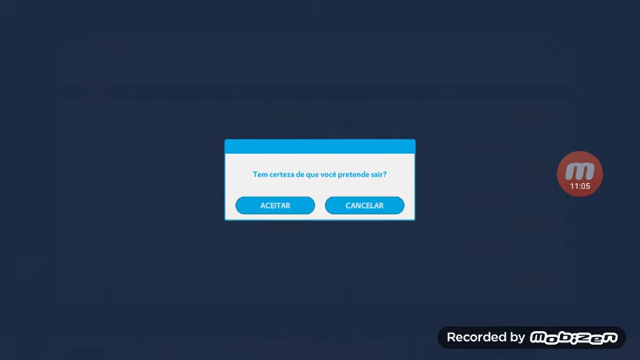 Tem certeza de que você pretende sair?
ACEITAR
CANCELAR
11:05
Recorded by mobizen